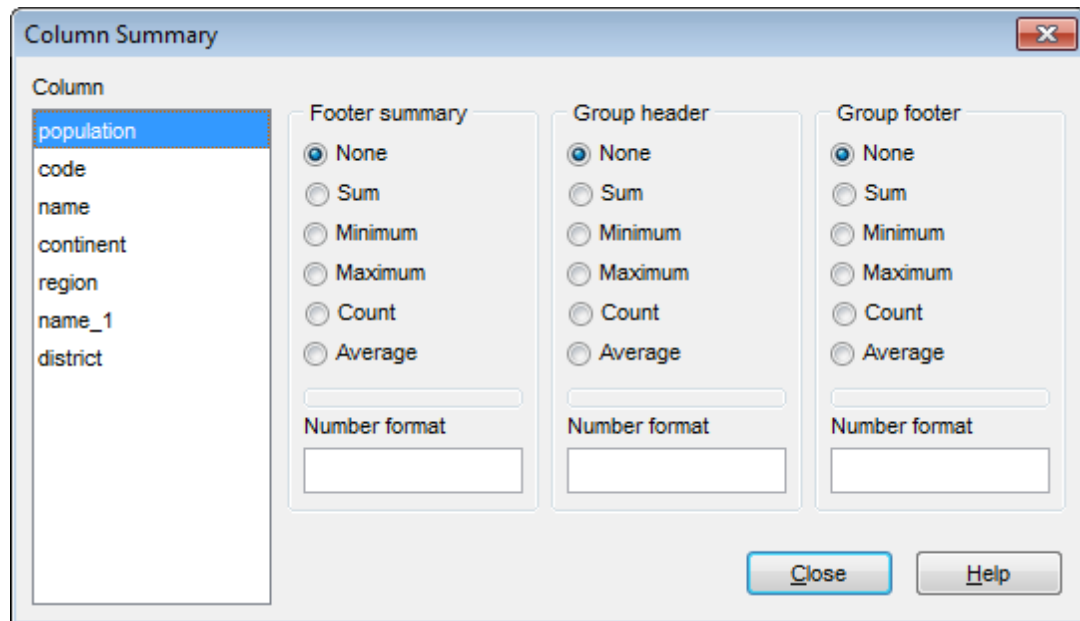 Column Summary
Column
population
code
name
continent
region
name_1
district
Footer summary
None
Sum
Minimum
Maximum
Count
Average
Number format
Group header
None
Sum
Minimum
Maximum
Count
Average
Number format
Group footer
None
Sum
Minimum
Maximum
Count
Average
Number format
Close
Help